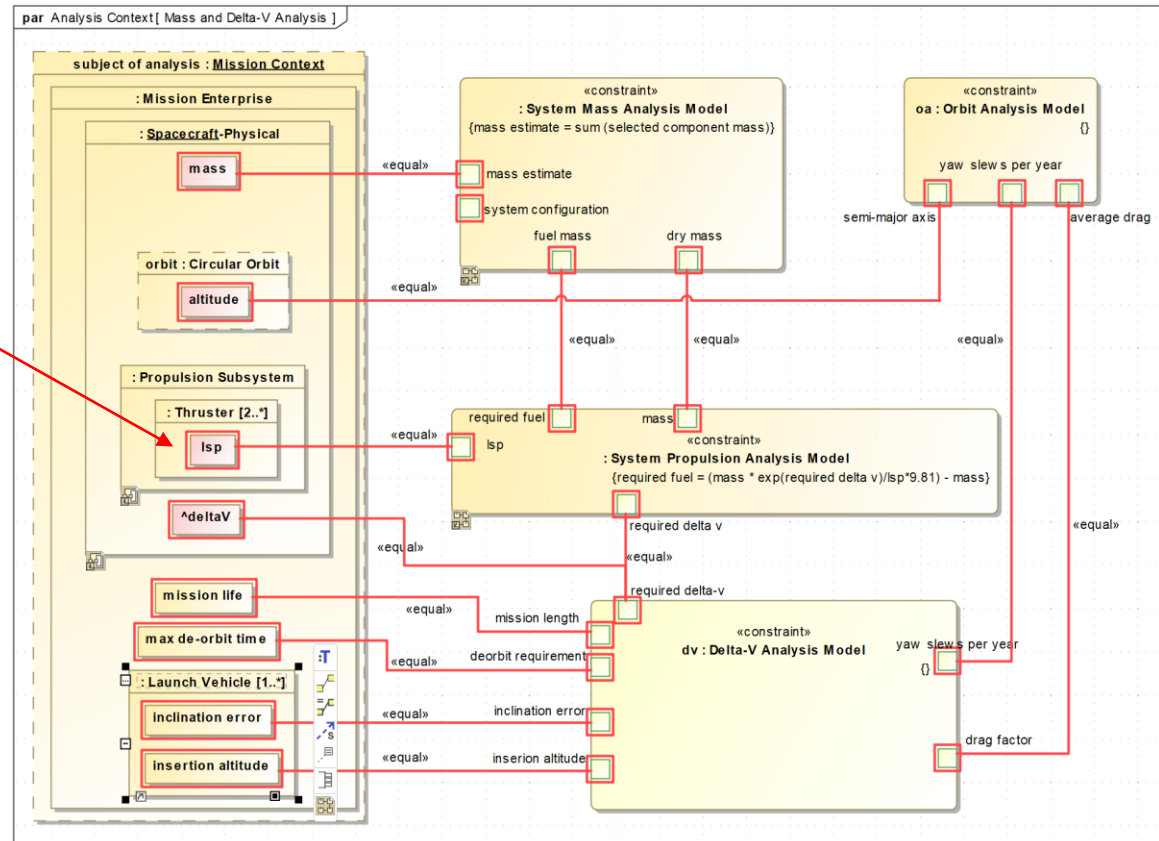 par Analysis Context[ Mass and Delta-V Analysis ]
subject of analysis : Mission Context
: Mission Enterprise
: Spacecraft-Physical
mass
orbit : Circular Orbit
altitude
: Propulsion Subsystem
: Thruster [2..*]
Isp
^deltaV
mission life
max de-orbit time
: Launch Vehicle [1..*]
inclination error
insertion altitude
:T
s
«equal»
«equal»
«equal»
«equal»
«equal»
«equal»
«equal»
«equal»
«constraint»
: System Mass Analysis Model
{mass estimate = sum (selected component mass)}
mass estimate
system configuration
fuel mass
dry mass
«equal»
«equal»
«constraint»
oa : Orbit Analysis Model
{}
yaw slews per year
semi-major axis
average drag
«equal»
«equal»
required fuel
mass
Isp
«constraint»
: System Propulsion Analysis Model
{required fuel = (mass * exp(required delta v)/Isp*9.81) - mass}
required delta v
«equal»
required delta-v
mission length
deorbit requirement
inclination error
inserion altitude
«constraint»
dv : Delta-V Analysis Model
{}
yaw slews per year
drag factor